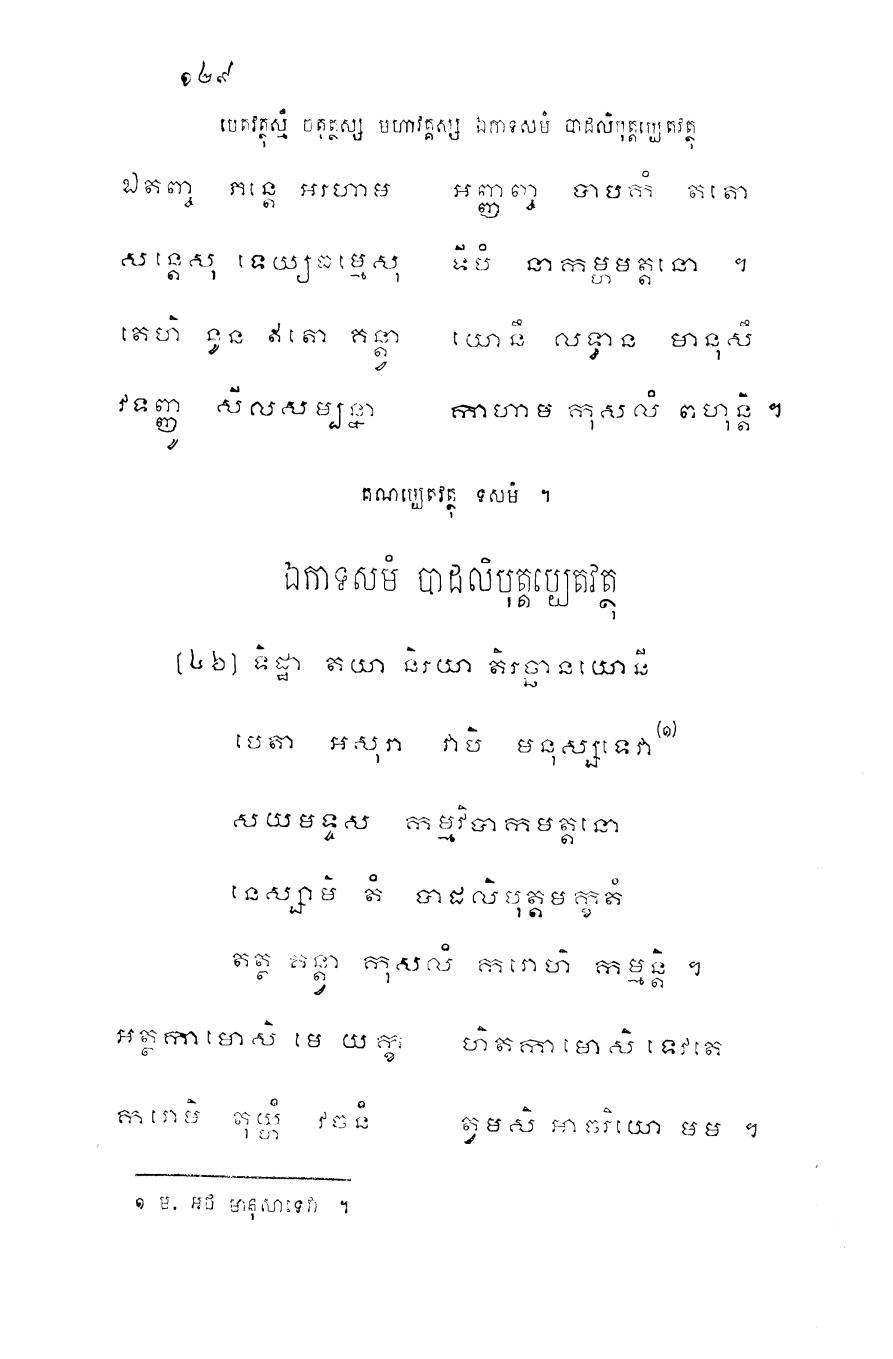 ១២៩
បេតវត្ថុស្មឹ ចតុត្ថស្ស មហាវគ្គស្ស ឯកាទសមំ បាដលិបុត្តប្បេតវត្ថុ
ឯតញ្ច ភន្តេ អរហាម អញ្ញញ្ច បាបកំ តតោ
សន្តេសុ ទេយ្យធម្មេសុ ទីបំ នាកម្ហមត្តនោ ។
តេហិ នូន ឥតោ គន្ត្វា យោនឹ លទ្ធាន មានុសឹ
វទញ្ញូ សីលសម្បន្នា កាហាម កុសលំ ពហុន្តិ ។
គណប្បេតវត្ថុ ទសមំ ។
ឯកាទសមំ បាដលិបុត្តប្បេតវត្ថុ
(៤៦) ទិដ្ឋា តយា និរយា តិរច្ឆានយោនិ
បេតា អសុរា វាបិ មនុស្សទេវា(១)
សយមទ្ទស កម្មវិបាកមត្តនោ
នេស្សាមិ តំ បាដលិបុត្តមក្ខតំ
តត្ថ គន្ត្វា កុសលំ ករោហិ កម្មន្តិ ។
អត្ថកាមោសិ មេ យក្ខ ហិតកាមោសិ ទេវតេ
ករោមិ តុយ្ហំ វចនំ ត្វមសិ អាចរិយោ មម ។
១ ម. អថ មានុសាទេវា ។